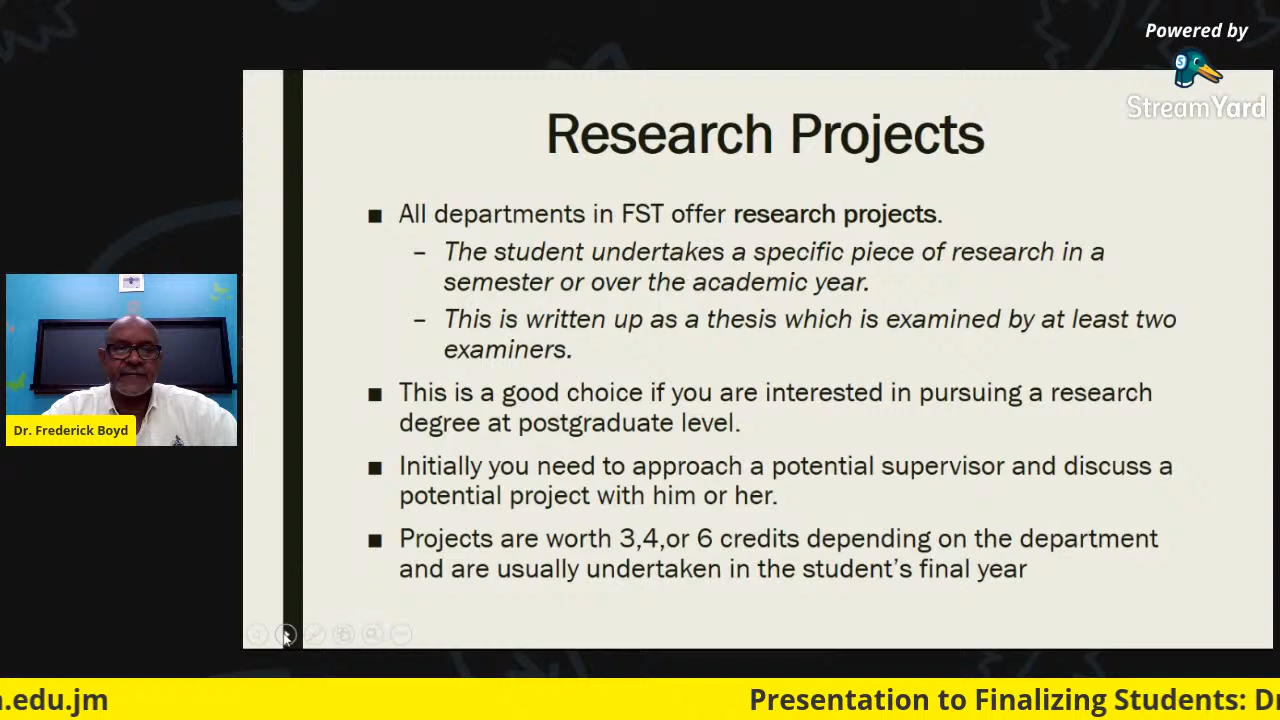 Powered by
StreamYard
Research Projects
■ All departments in FST offer research projects.
– The student undertakes a specific piece of research in a
semester or over the academic year.
– This is written up as a thesis which is examined by at least two
examiners.
■ This is a good choice if you are interested in pursuing a research
degree at postgraduate level.
■ Initially you need to approach a potential supervisor and discuss a
potential project with him or her.
■ Projects are worth 3,4,or 6 credits depending on the department
and are usually undertaken in the student's final year
Dr. Frederick Boyd
.edu.jm
Presentation to Finalizing Students: